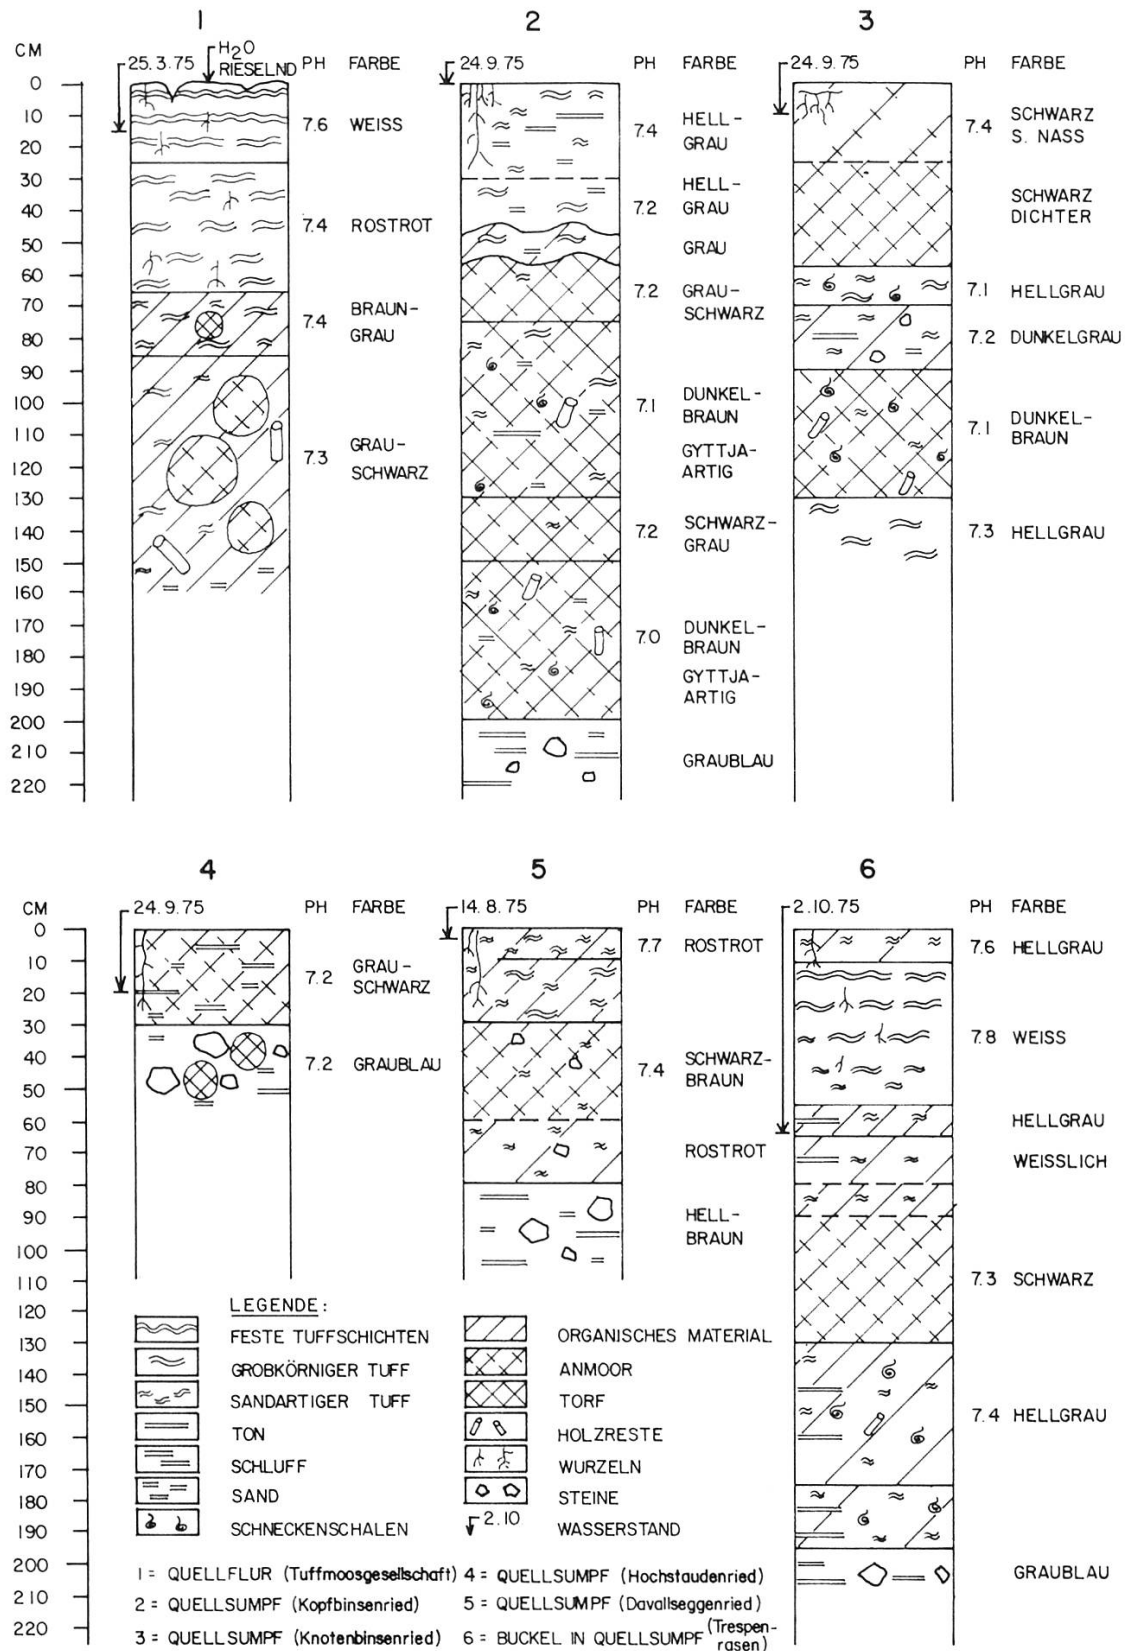 1
2
3
CM
25.3.75
H2O
RIESELND
PH FARBE
24.9.75
PH FARBE
24.9.75
PH FARBE
0
10
20
30
40
50
60
70
80
90
100
110
120
130
140
150
160
170
180
190
200
210
220
7.6 WEISS
7.4 ROSTROT
7.4 BRAUN-
GRAU
7.3 GRAU-
SCHWARZ
7.4 HELL-
GRAU
HELL-
7.2 GRAU
GRAU
7.2 GRAU-
SCHWARZ
7.1 DUNKEL-
BRAUN
GYTTJA-
ARTIG
7.2 SCHWARZ-
GRAU
7.0 DUNKEL-
BRAUN
GYTTJA-
ARTIG
GRAUBLAU
7.4 SCHWARZ
S. NASS
SCHWARZ
DICHTER
7.1 HELLGRAU
7.2 DUNKELGRAU
7.1 DUNKEL-
BRAUN
7.3 HELLGRAU
4
5
6
CM
24.9.75
PH FARBE
14.8.75
PH FARBE
2.10.75
PH FARBE
0
10
20
30
40
50
60
70
80
90
100
110
120
130
140
150
160
170
180
190
200
210
220
7.2 GRAU-
SCHWARZ
7.2 GRAUBLAU
7.7 ROSTROT
7.4 SCHWARZ-
BRAUN
ROSTROT
HELL-
BRAUN
7.6 HELLGRAU
7.8 WEISS
HELLGRAU
WEISSLICH
7.3 SCHWARZ
7.4 HELLGRAU
GRAUBLAU
LEGENDE:
FESTE TUFFSCHICHTEN
GROBKÖRNIGER TUFF
SANDARTIGER TUFF
TON
SCHLUFF
SAND
SCHNECKENSCHALEN
ORGANISCHES MATERIAL
ANMOOR
TORF
HOLZRESTE
WURZELN
STEINE
2.10 WASSERSTAND
1 = QUELLFLUR (Tuffmoosgesellschaft)
2 = QUELLSUMPF (Kopfbinsenried)
3 = QUELLSUMPF (Knotenbinsenried)
4 = QUELLSUMPF (Hochstaudenried)
5 = QUELLSUMPF (Davallseggenried)
6 = BUCKEL IN QUELLSUMPF (Trespen-
rasen)